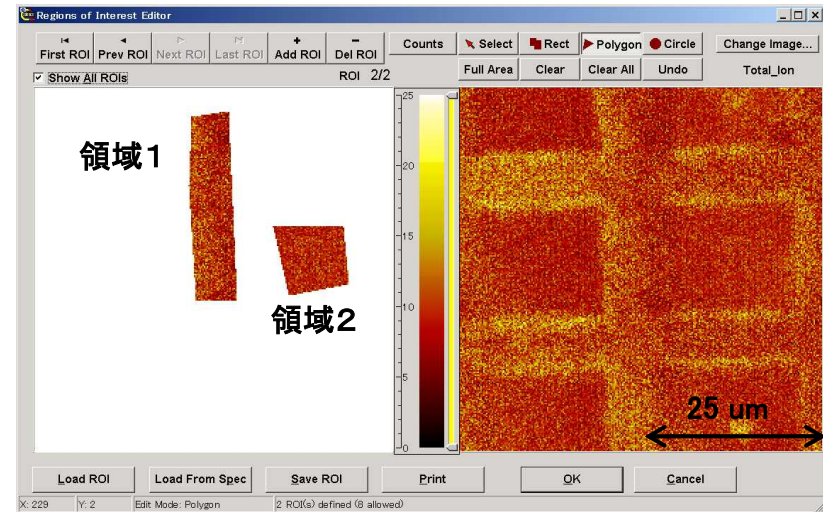 Regions of Interest Editor
First ROI Prev ROI Next ROI Last ROI Add ROI Del ROI Counts Select Rect Polygon Circle Change Image...
Full Area Clear Clear All Undo Total_Ion
Show All ROIs ROI 2/2
領域1
領域2
25
20
15
10
5
0
25 um
Load ROI Load From Spec Save ROI Print OK Cancel
X: 229 Y: 2 Edit Mode: Polygon 2 ROI(s) defined (8 allowed)